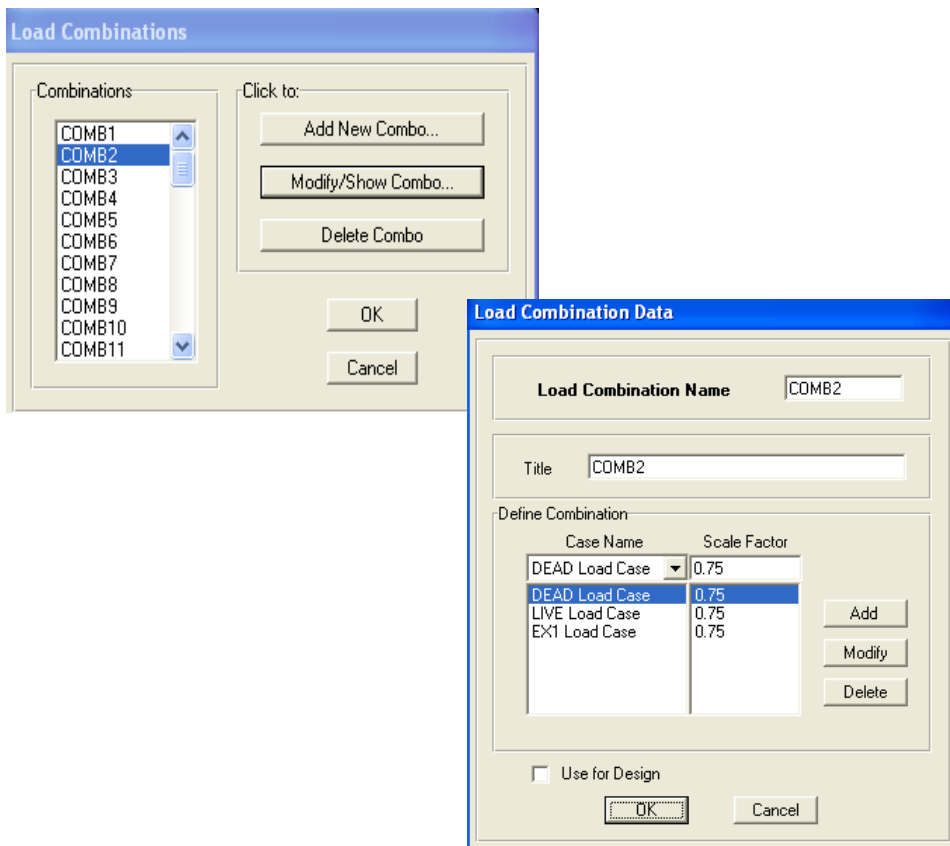 Load Combinations
Combinations
COMB1
COMB2
COMB3
COMB4
COMB5
COMB6
COMB7
COMB8
COMB9
COMB10
COMB11
Click to:
Add New Combo...
Modify/Show Combo...
Delete Combo
OK
Cancel
Load Combination Data
Load Combination Name COMB2
Title COMB2
Define Combination
Case Name Scale Factor
DEAD Load Case 0.75
DEAD Load Case 0.75
LIVE Load Case 0.75
EX1 Load Case 0.75
Add
Modify
Delete
Use for Design
OK Cancel